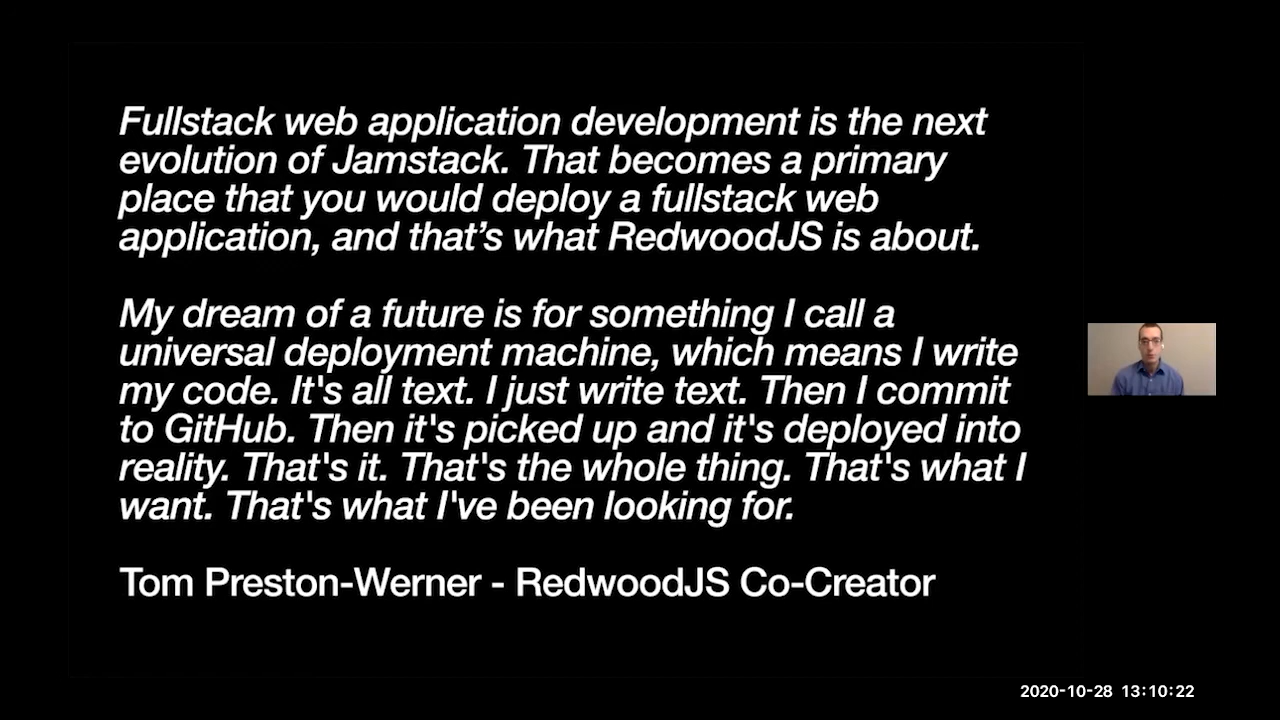 Fullstack web application development is the next
evolution of Jamstack. That becomes a primary
place that you would deploy a fullstack web
application, and that’s what RedwoodJS is about.
My dream of a future is for something I call a
universal deployment machine, which means I write
my code. It's all text. I just write text. Then I commit
to GitHub. Then it's picked up and it's deployed into
reality. That's it. That's the whole thing. That's what I
want. That's what I've been looking for.
Tom Preston-Werner - RedwoodJS Co-Creator
2020-10-28 13:10:22